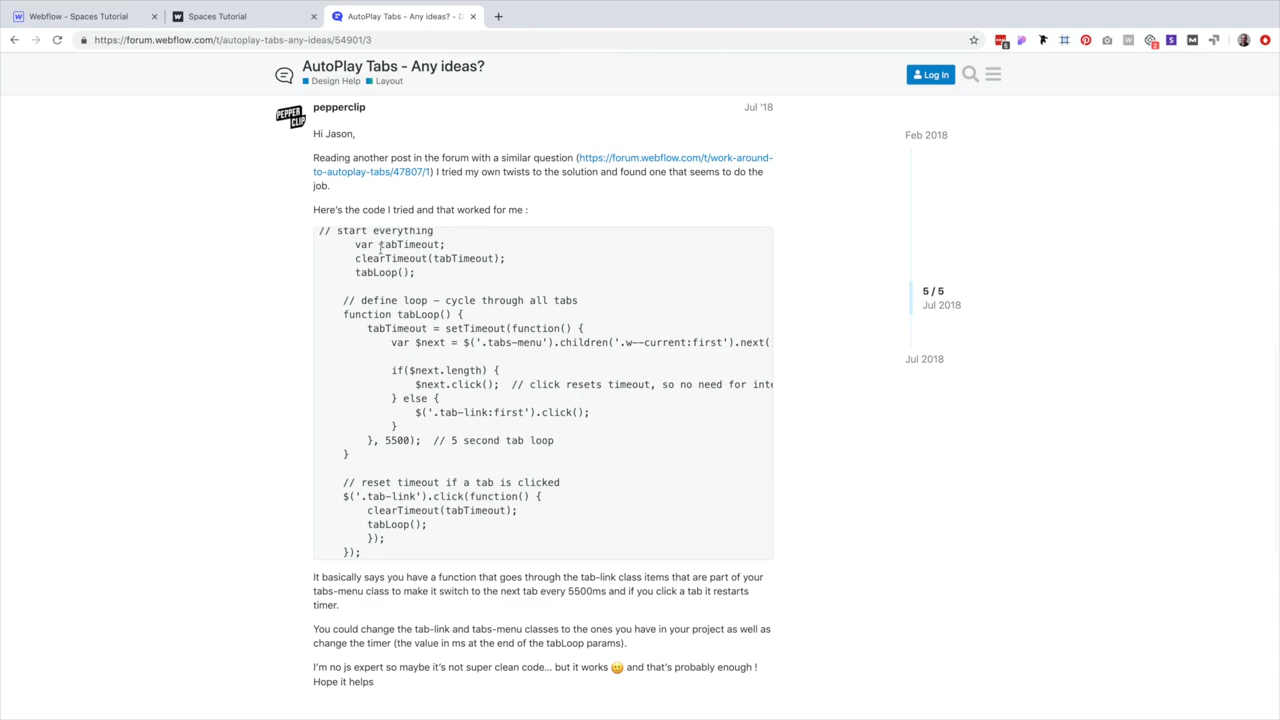 Webflow - Spaces Tutorial
Spaces Tutorial
AutoPlay Tabs - Any ideas? - D
https://forum.webflow.com/t/autoplay-tabs-any-ideas/54901/3
AutoPlay Tabs - Any ideas?
Design Help Layout
Log In
PEPPER CLIP
pepperclip
Jul '18
Hi Jason,
Reading another post in the forum with a similar question (https://forum.webflow.com/t/work-around-
to-autoplay-tabs/47807/1) I tried my own twists to the solution and found one that seems to do the
job.
Here's the code I tried and that worked for me :
// start everything
var tabTimeout;
clearTimeout(tabTimeout);
tabLoop();
// define loop - cycle through all tabs
function tabLoop() {
tabTimeout = setTimeout(function() {
var $next = $('.tabs-menu').children('.w--current:first').next(
if($next.length) {
$next.click();  // click resets timeout, so no need for inte
} else {
$('.tab-link:first').click();
}
}, 5500);  // 5 second tab loop
}
// reset timeout if a tab is clicked
$('.tab-link').click(function() {
clearTimeout(tabTimeout);
tabLoop();
});
});
It basically says you have a function that goes through the tab-link class items that are part of your
tabs-menu class to make it switch to the next tab every 5500ms and if you click a tab it restarts
timer.
You could change the tab-link and tabs-menu classes to the ones you have in your project as well as
change the timer (the value in ms at the end of the tabLoop params).
I'm no js expert so maybe it's not super clean code... but it works 😀 and that's probably enough !
Hope it helps
Feb 2018
5 / 5
Jul 2018
Jul 2018